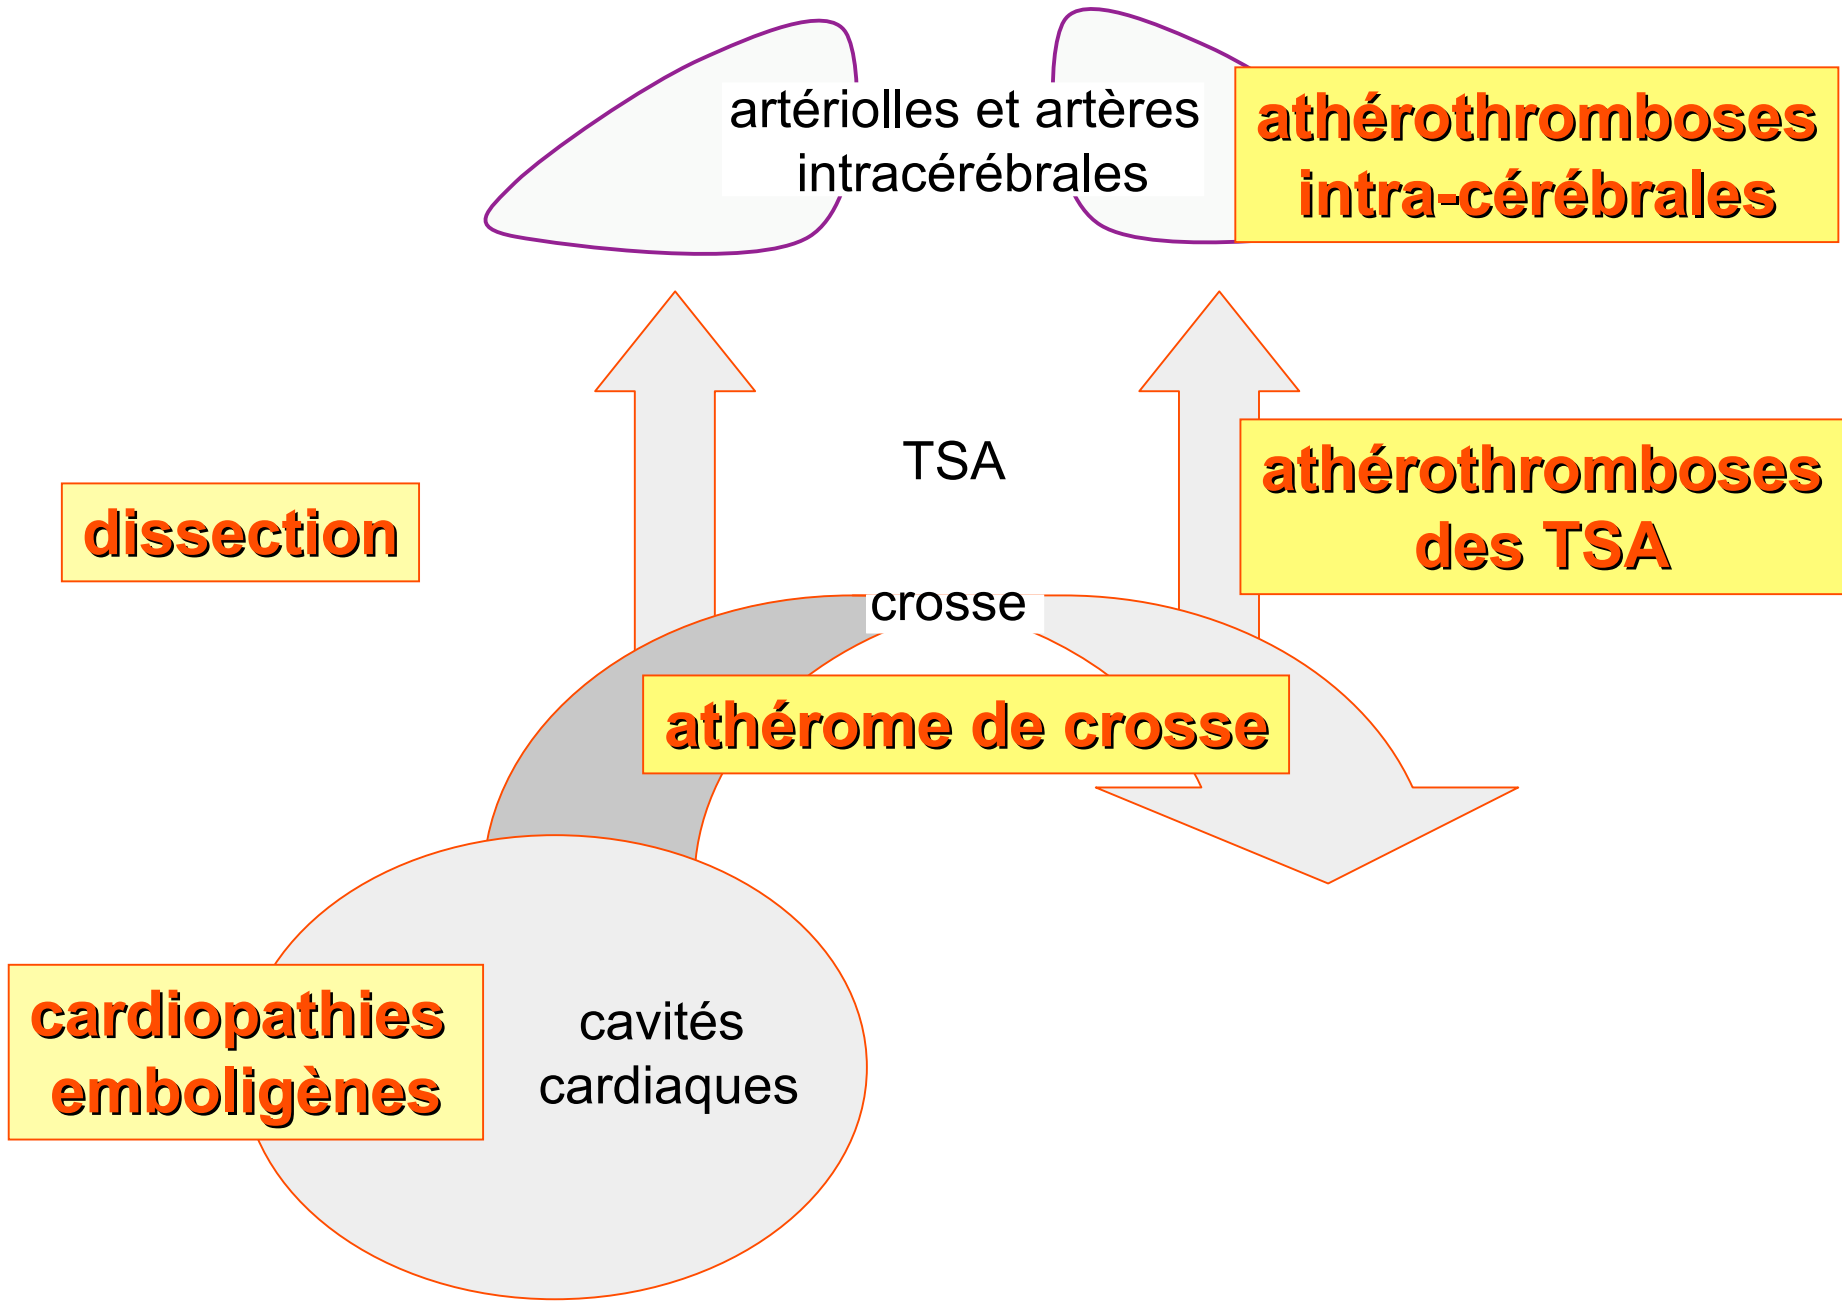 artériolles et artères
intracérébrales
athérothromboses
intra-cérébrales
TSA
athérothromboses
des TSA
dissection
crosse
athérome de crosse
cardiopathies
emboligènes
cavités
cardiaques